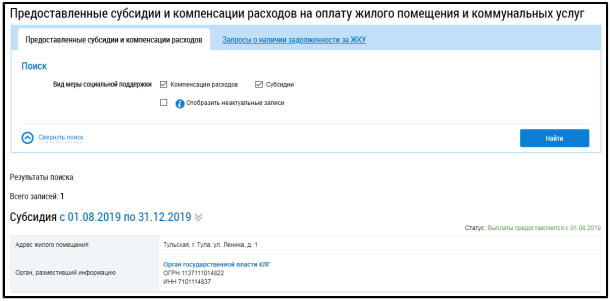 Предоставленные субсидии и компенсации расходов на оплату жилого помещения и коммунальных услуг
Предоставленные субсидии и компенсации расходов
Запросы о наличии задолженности за ЖКУ
Поиск
Вид меры социальной поддержки Компенсации расходов Субсидии
Отобразить неактуальные записи
Свернуть поиск
Найти
Результаты поиска
Всего записей: 1
Субсидия с 01.08.2019 по 31.12.2019
Статус: Выплаты предоставляются с 01.08.2019
Адрес жилого помещения Тульская, г. Тула, ул. Ленина, д. 1
Орган, разместивший информацию
Орган государственной власти КЛГ
ОГРН 1137111014822
ИНН 7101114837